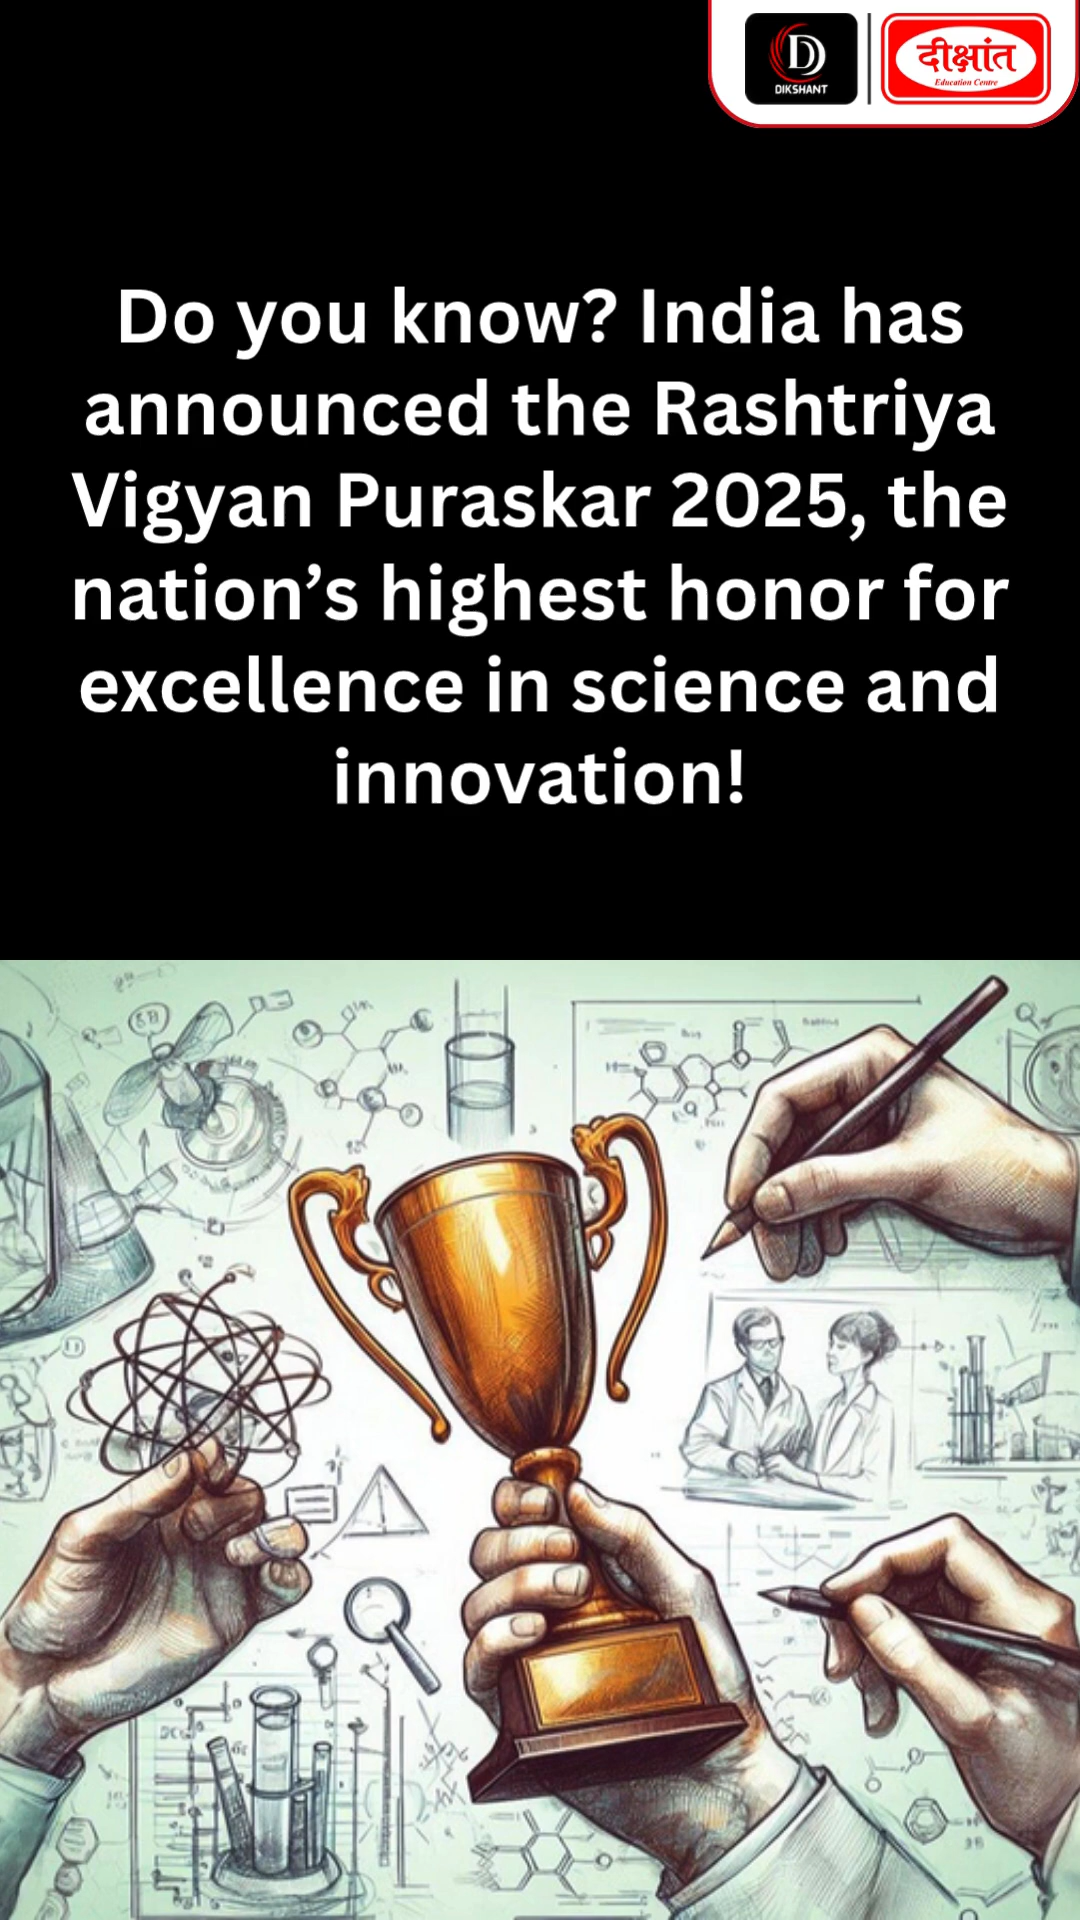 DIKSHANT
दीक्षांत
Education Centre
Do you know? India has
announced the Rashtriya
Vigyan Puraskar 2025, the
nation’s highest honor for
excellence in science and
innovation!